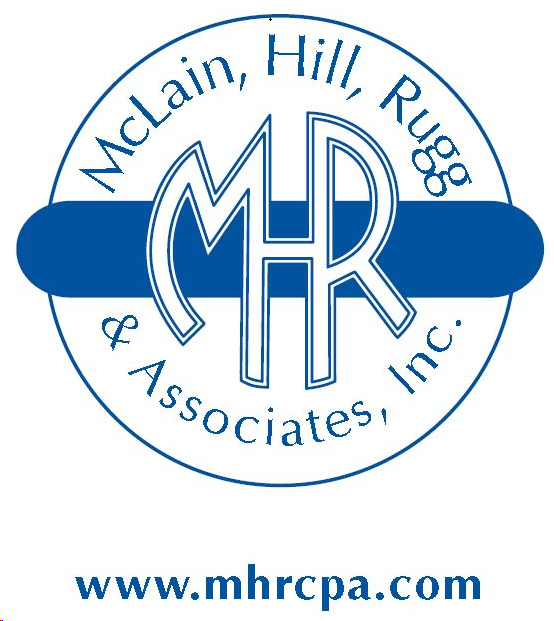 McLain, Hill, Rugg
MHR
& Associates, Inc.
www.mhrcpa.com